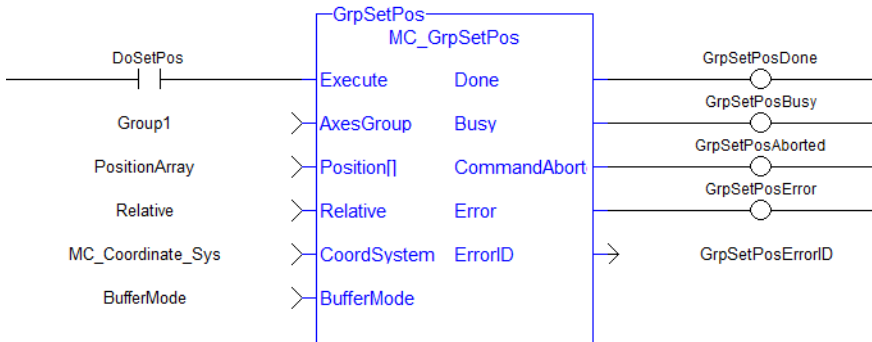 GrpSetPos
MC_GrpSetPos
DoSetPos
GrpSetPosDone
Execute Done
GrpSetPosBusy
Group1 AxesGroup Busy
GrpSetPosAborted
PositionArray Position[] CommandAbort
GrpSetPosError
Relative Relative Error
MC_Coordinate_Sys CoordSystem ErrorID GrpSetPosErrorID
BufferMode BufferMode